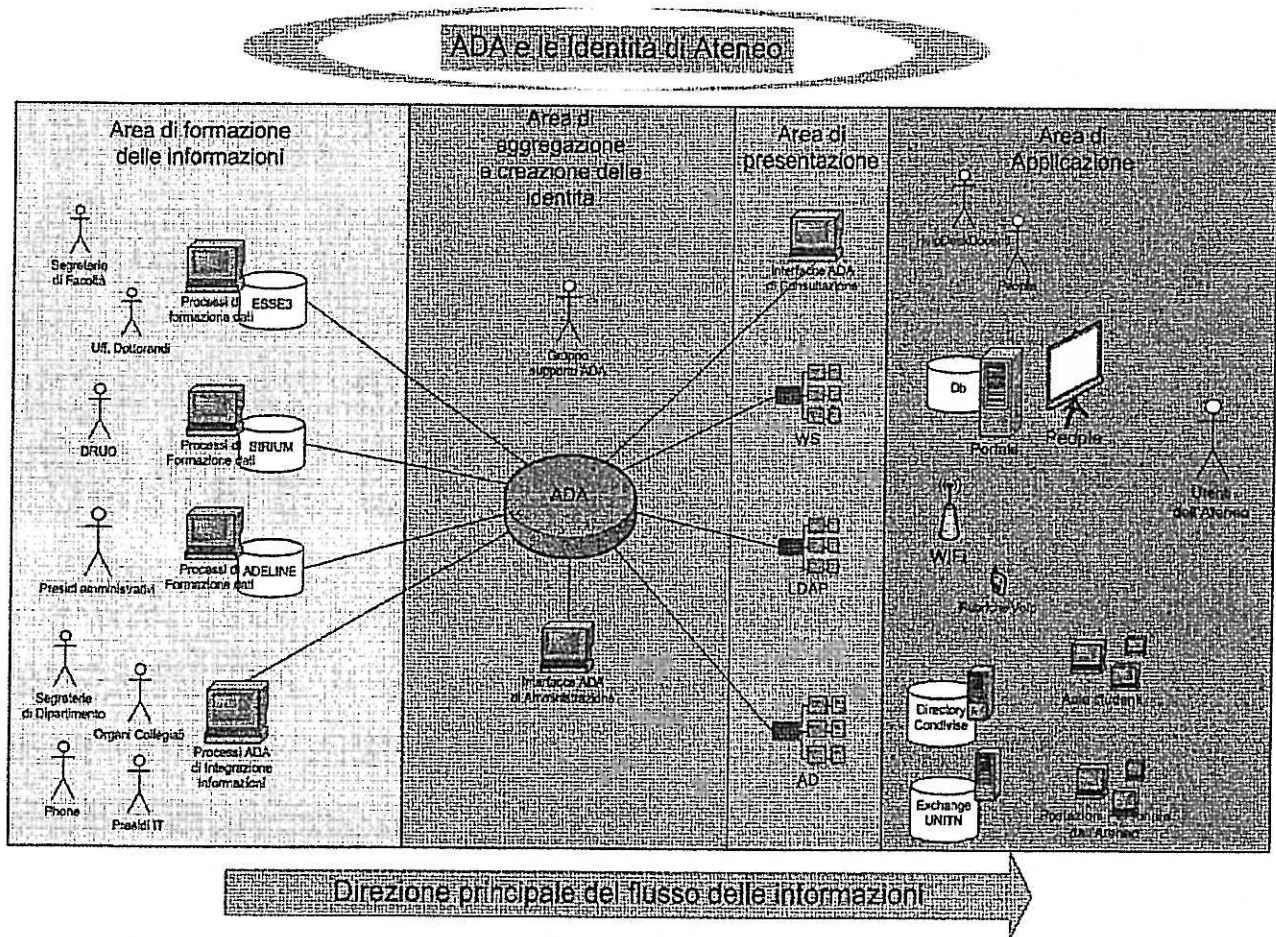 ADA e le Identità di Ateneo
Area di formazione
delle informazioni
Segreterie
di Facoltà
Uff. Dottorandi
Processi di
formazione dati
ESSE3
DRUO
Processi di
Formazione dati
SIRIUM
Presidi amministrativi
Processi di
Formazione dati
ADELINE
Segreterie
di Dipartimento
Organi Collegiali
Phone
Presidi IT
Processi ADA
di Integrazione
Informazioni
Area di
aggregazione
e creazione delle
identità
Gruppo
supporto ADA
ADA
Interfacce ADA
di Amministrazione
Area di
presentazione
Interfacce ADA
di Consultazione
WS
LDAP
AD
Area di
Applicazione
Db
Portale
People
Utenti
dell'Ateneo
WiFi
Directory
Condivise
Exchange
UNITN
dell'Ateneo
Direzione principale del flusso delle informazioni